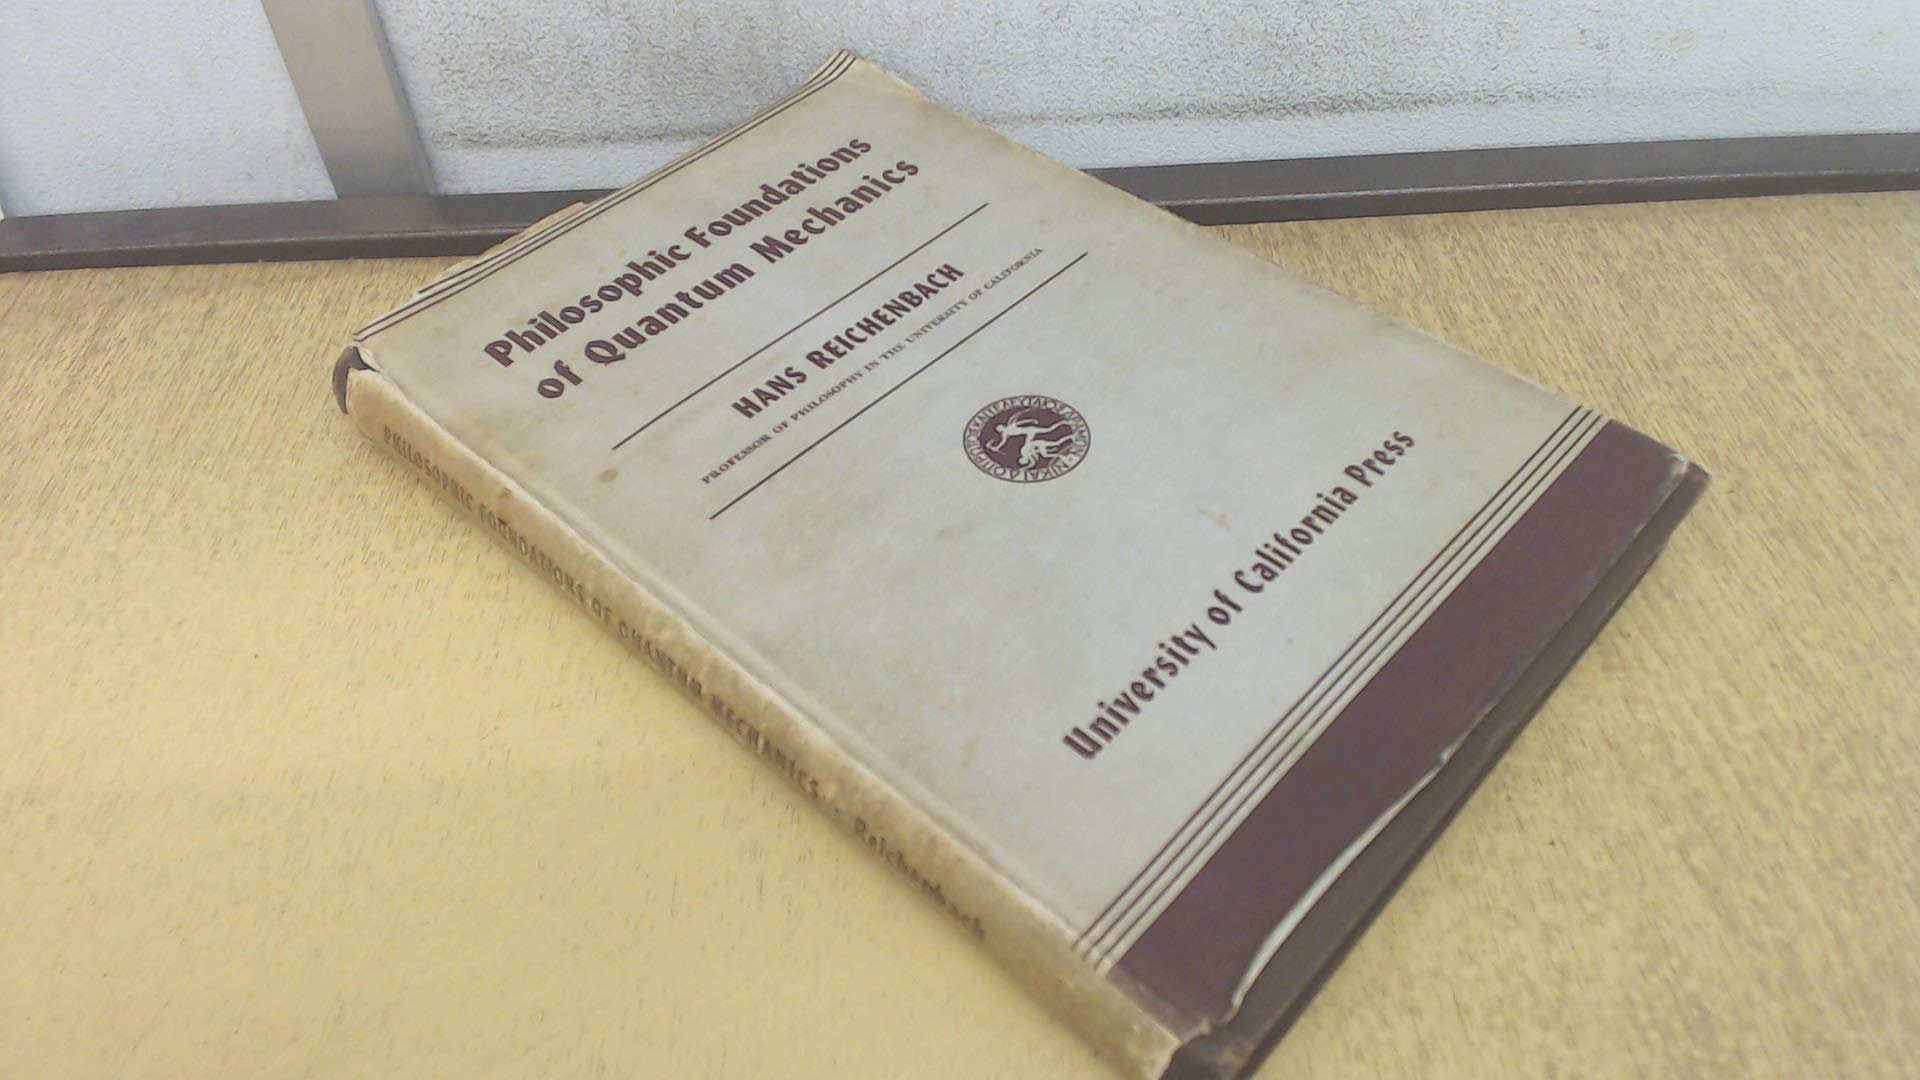 Philosophic Foundations
of Quantum Mechanics
HANS REICHENBACH
PROFESSOR OF PHILOSOPHY IN THE UNIVERSITY OF CALIFORNIA
University of California Press
PHILOSOPHIC FOUNDATIONS OF QUANTUM MECHANICS · Reichenbach